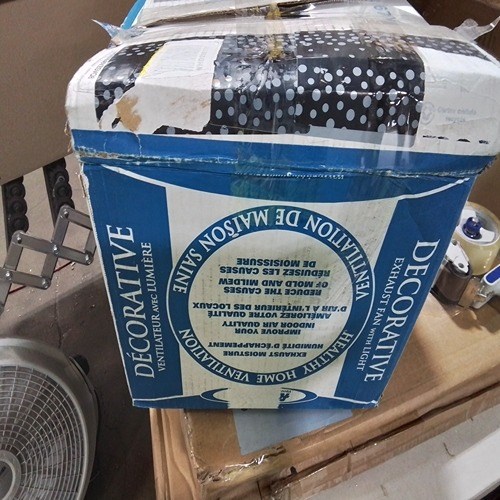 DÉCORATIVE
VENTILATEUR AVEC LUMIÈRE
HEALTHY HOME VENTILATION
EXHAUST MOISTURE
HUMIDITÉ D'ÉCHAPPEMENT
IMPROVE YOUR
INDOOR AIR QUALITY
AMÉLIOREZ VOTRE QUALITÉ
D'AIR À L'INTÉRIEUR DES LOCAUX
REDUCE THE CAUSES
OF MOLD AND MILDEW
RÉDUISEZ LES CAUSES
DE MOISISSURE
VENTILATION DE MAISON SAINE
DECORATIVE
EXHAUST FAN WITH LIGHT